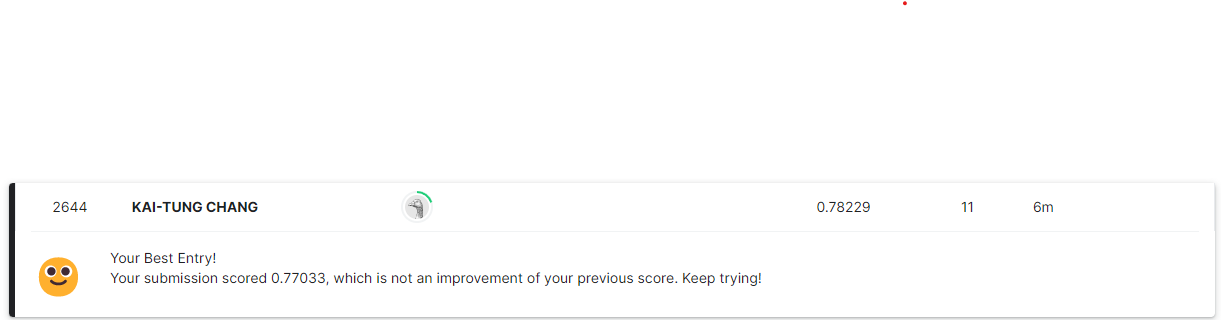 2644 KAI-TUNG CHANG 0.78229 11 6m
Your Best Entry!
Your submission scored 0.77033, which is not an improvement of your previous score. Keep trying!